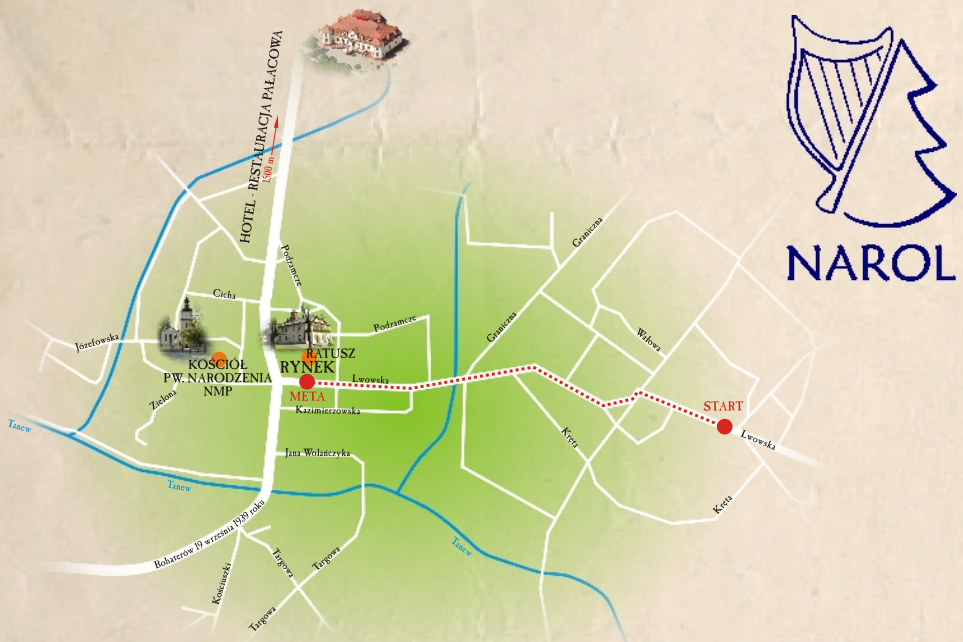 HOTEL - RESTAURACJA PAŁACOWA
1500 m
NAROL
Graniczna
Podzamcze
Cicha
Podzamcze
Graniczna
Wałowa
Józefowska
RATUSZ
KOŚCIÓŁ
PW. NARODZENIA
NMP
RYNEK
Lwowska
META
Zielona
Kazimierzowska
START
Lwowska
Kręta
Tanew
Jana Wolańczyka
Tanew
Kręta
Bohaterów 19 września 1939 roku
Tanew
Targowa
Targowa
Kościuszki
Targowa